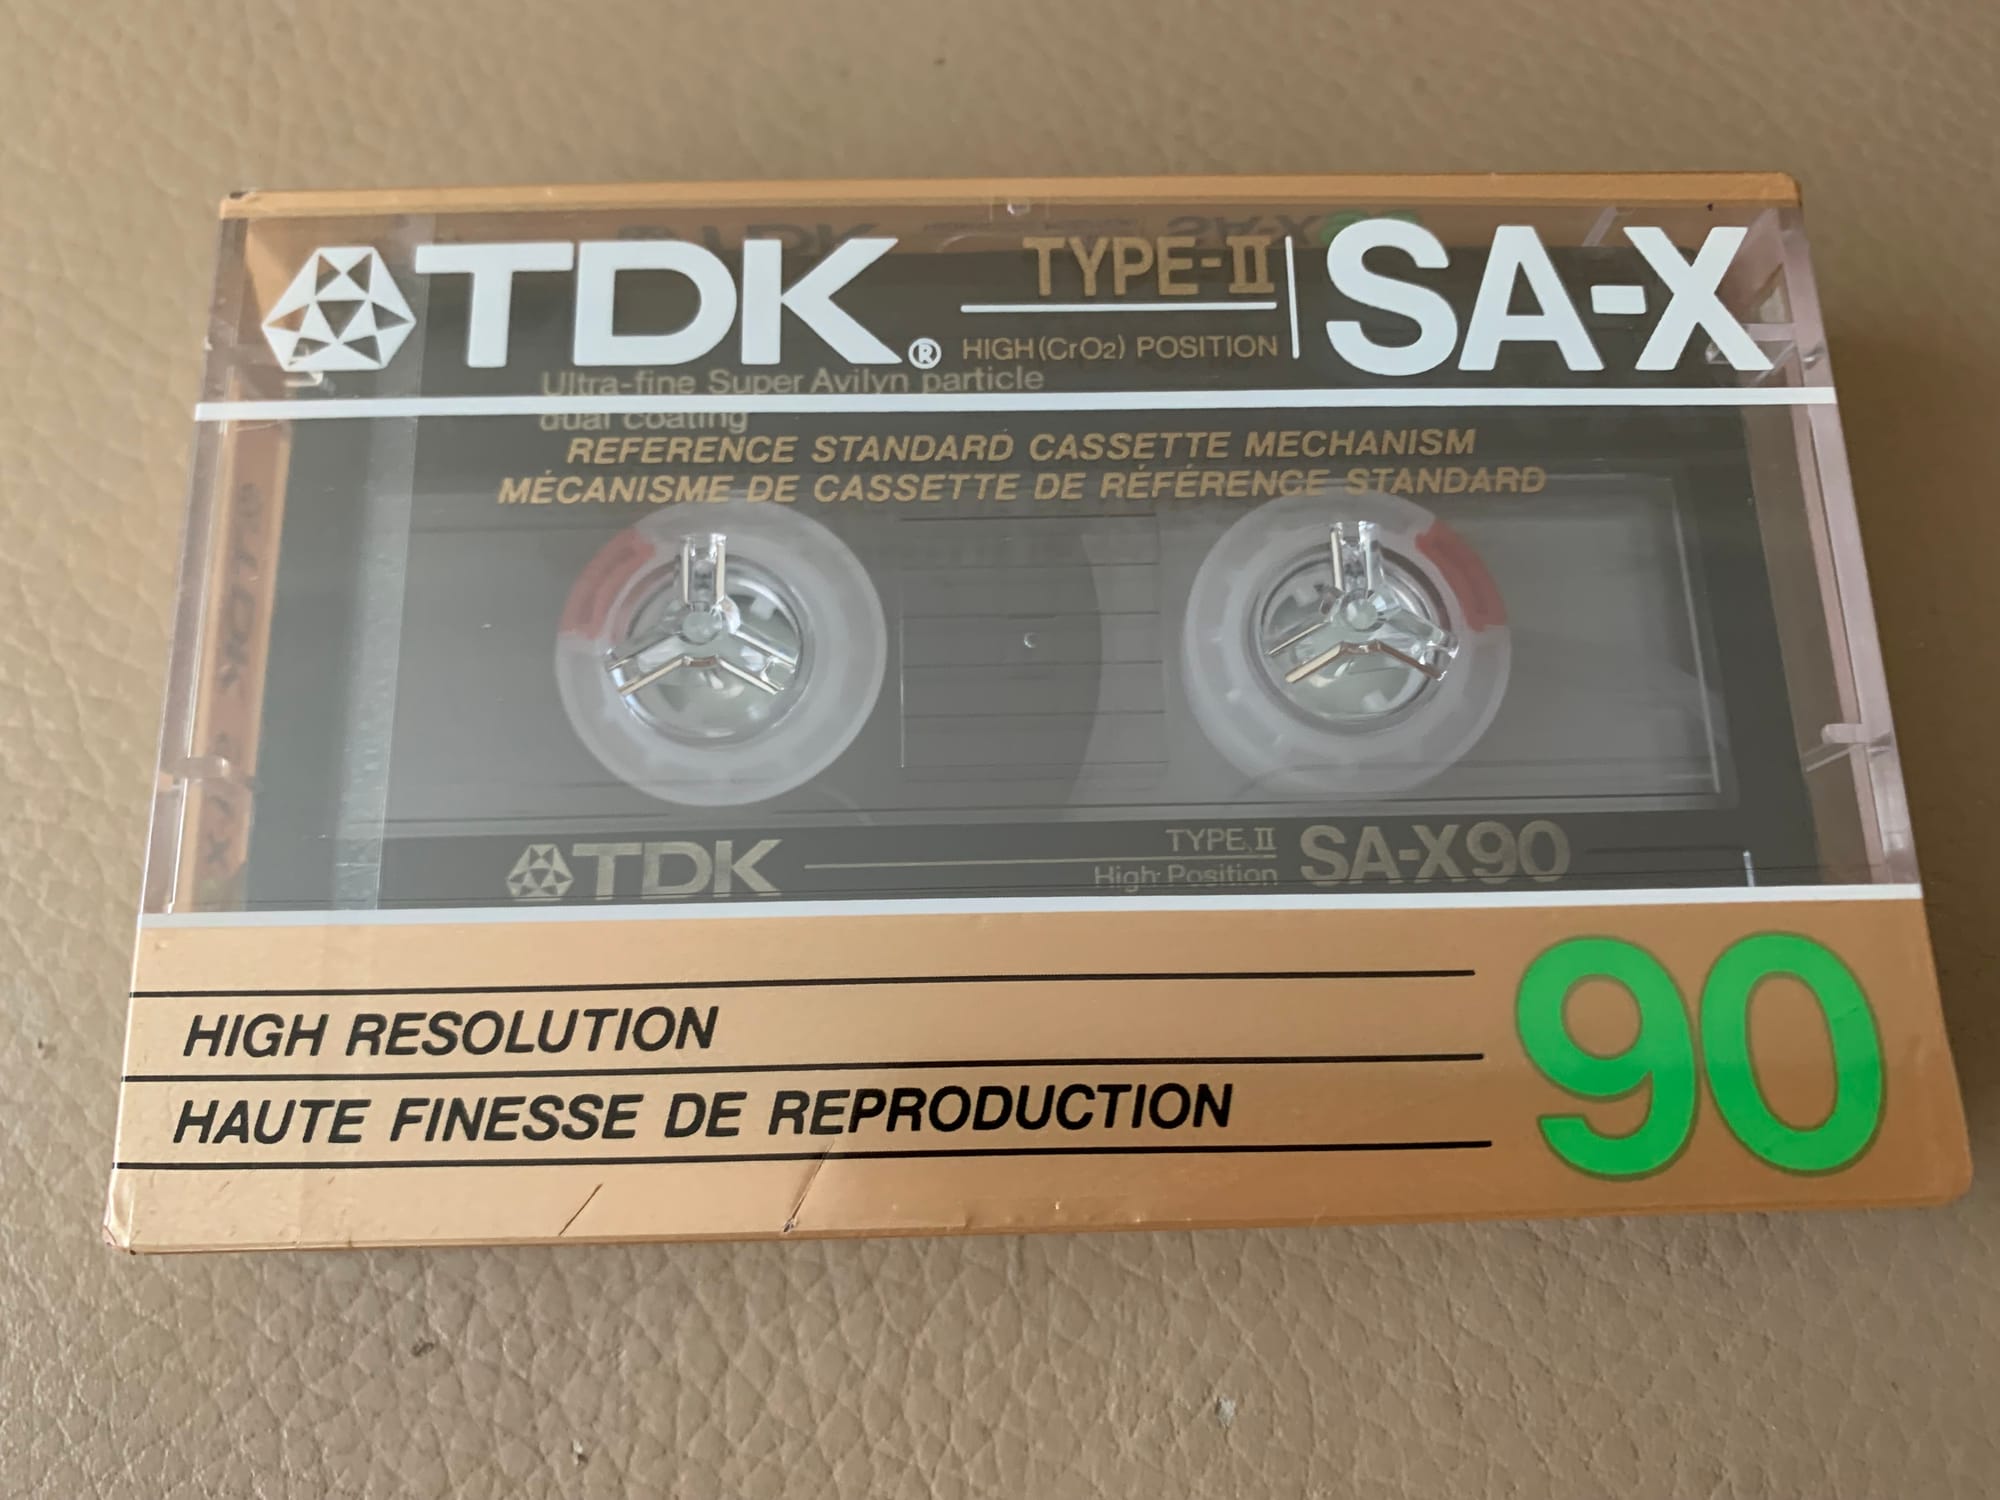 TDK® TYPE-II SA-X
HIGH (CrO2) POSITION
Ultra-fine Super Avilyn particle
dual coating
REFERENCE STANDARD CASSETTE MECHANISM
MÉCANISME DE CASSETTE DE RÉFÉRENCE STANDARD
TDK TYPE II SA-X90
High Position
HIGH RESOLUTION
HAUTE FINESSE DE REPRODUCTION
90